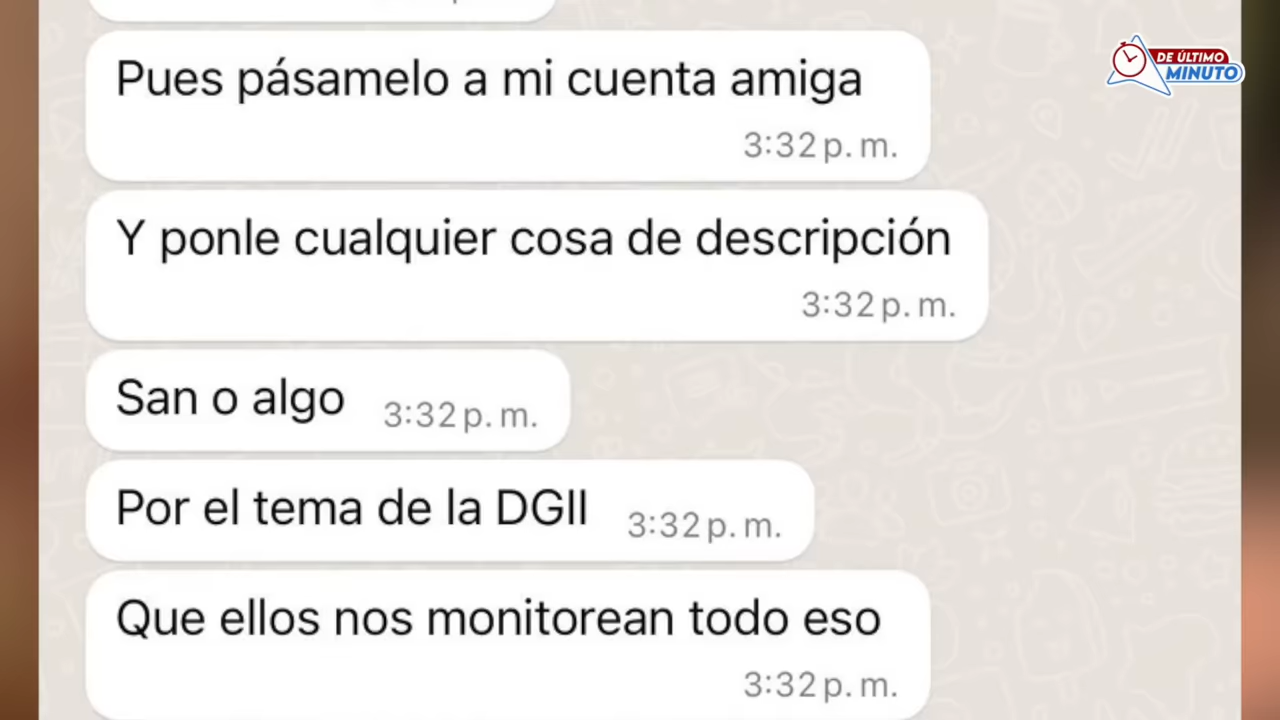 DE ÚLTIMO
MINUTO
Pues pásamelo a mi cuenta amiga
3:32 p. m.
Y ponle cualquier cosa de descripción
3:32 p. m.
San o algo 3:32 p. m.
Por el tema de la DGII 3:32 p. m.
Que ellos nos monitorean todo eso
3:32 p. m.